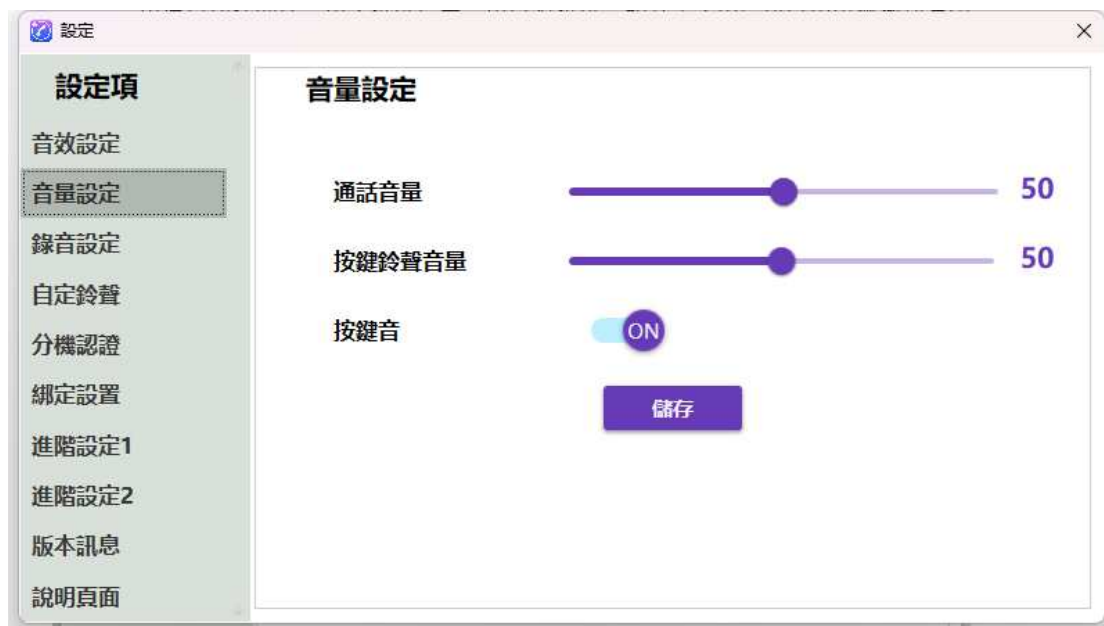 設定
設定項
音效設定
音量設定
錄音設定
自定鈴聲
分機認證
綁定設置
進階設定1
進階設定2
版本訊息
說明頁面
音量設定
通話音量 50
按鍵鈴聲音量 50
按鍵音 ON
儲存